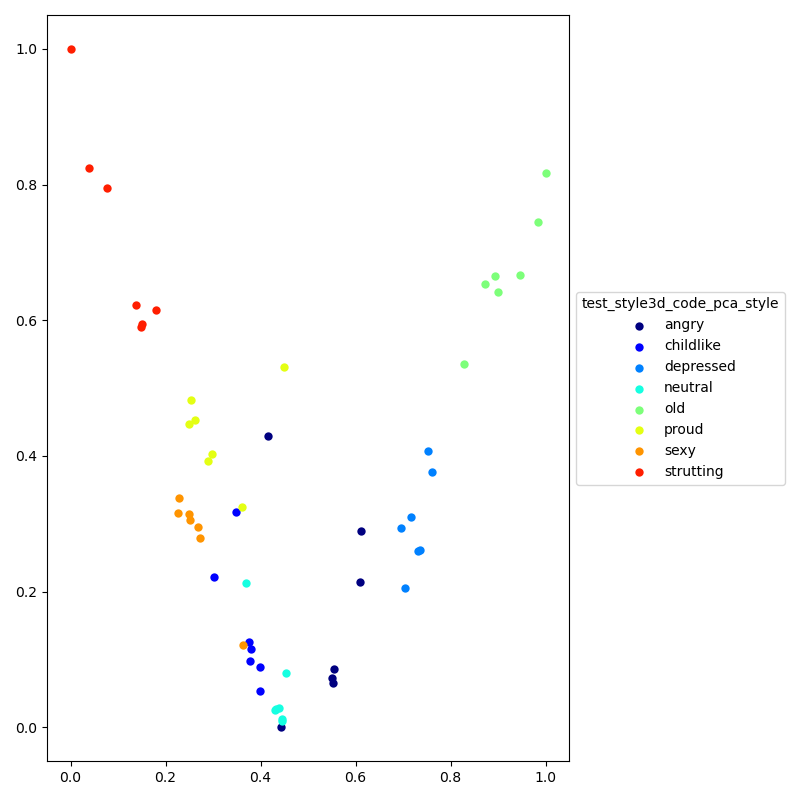 1.0
0.8
0.6
0.4
0.2
0.0
0.0 0.2 0.4 0.6 0.8 1.0
test_style3d_code_pca_style
angry
childlike
depressed
neutral
old
proud
sexy
strutting